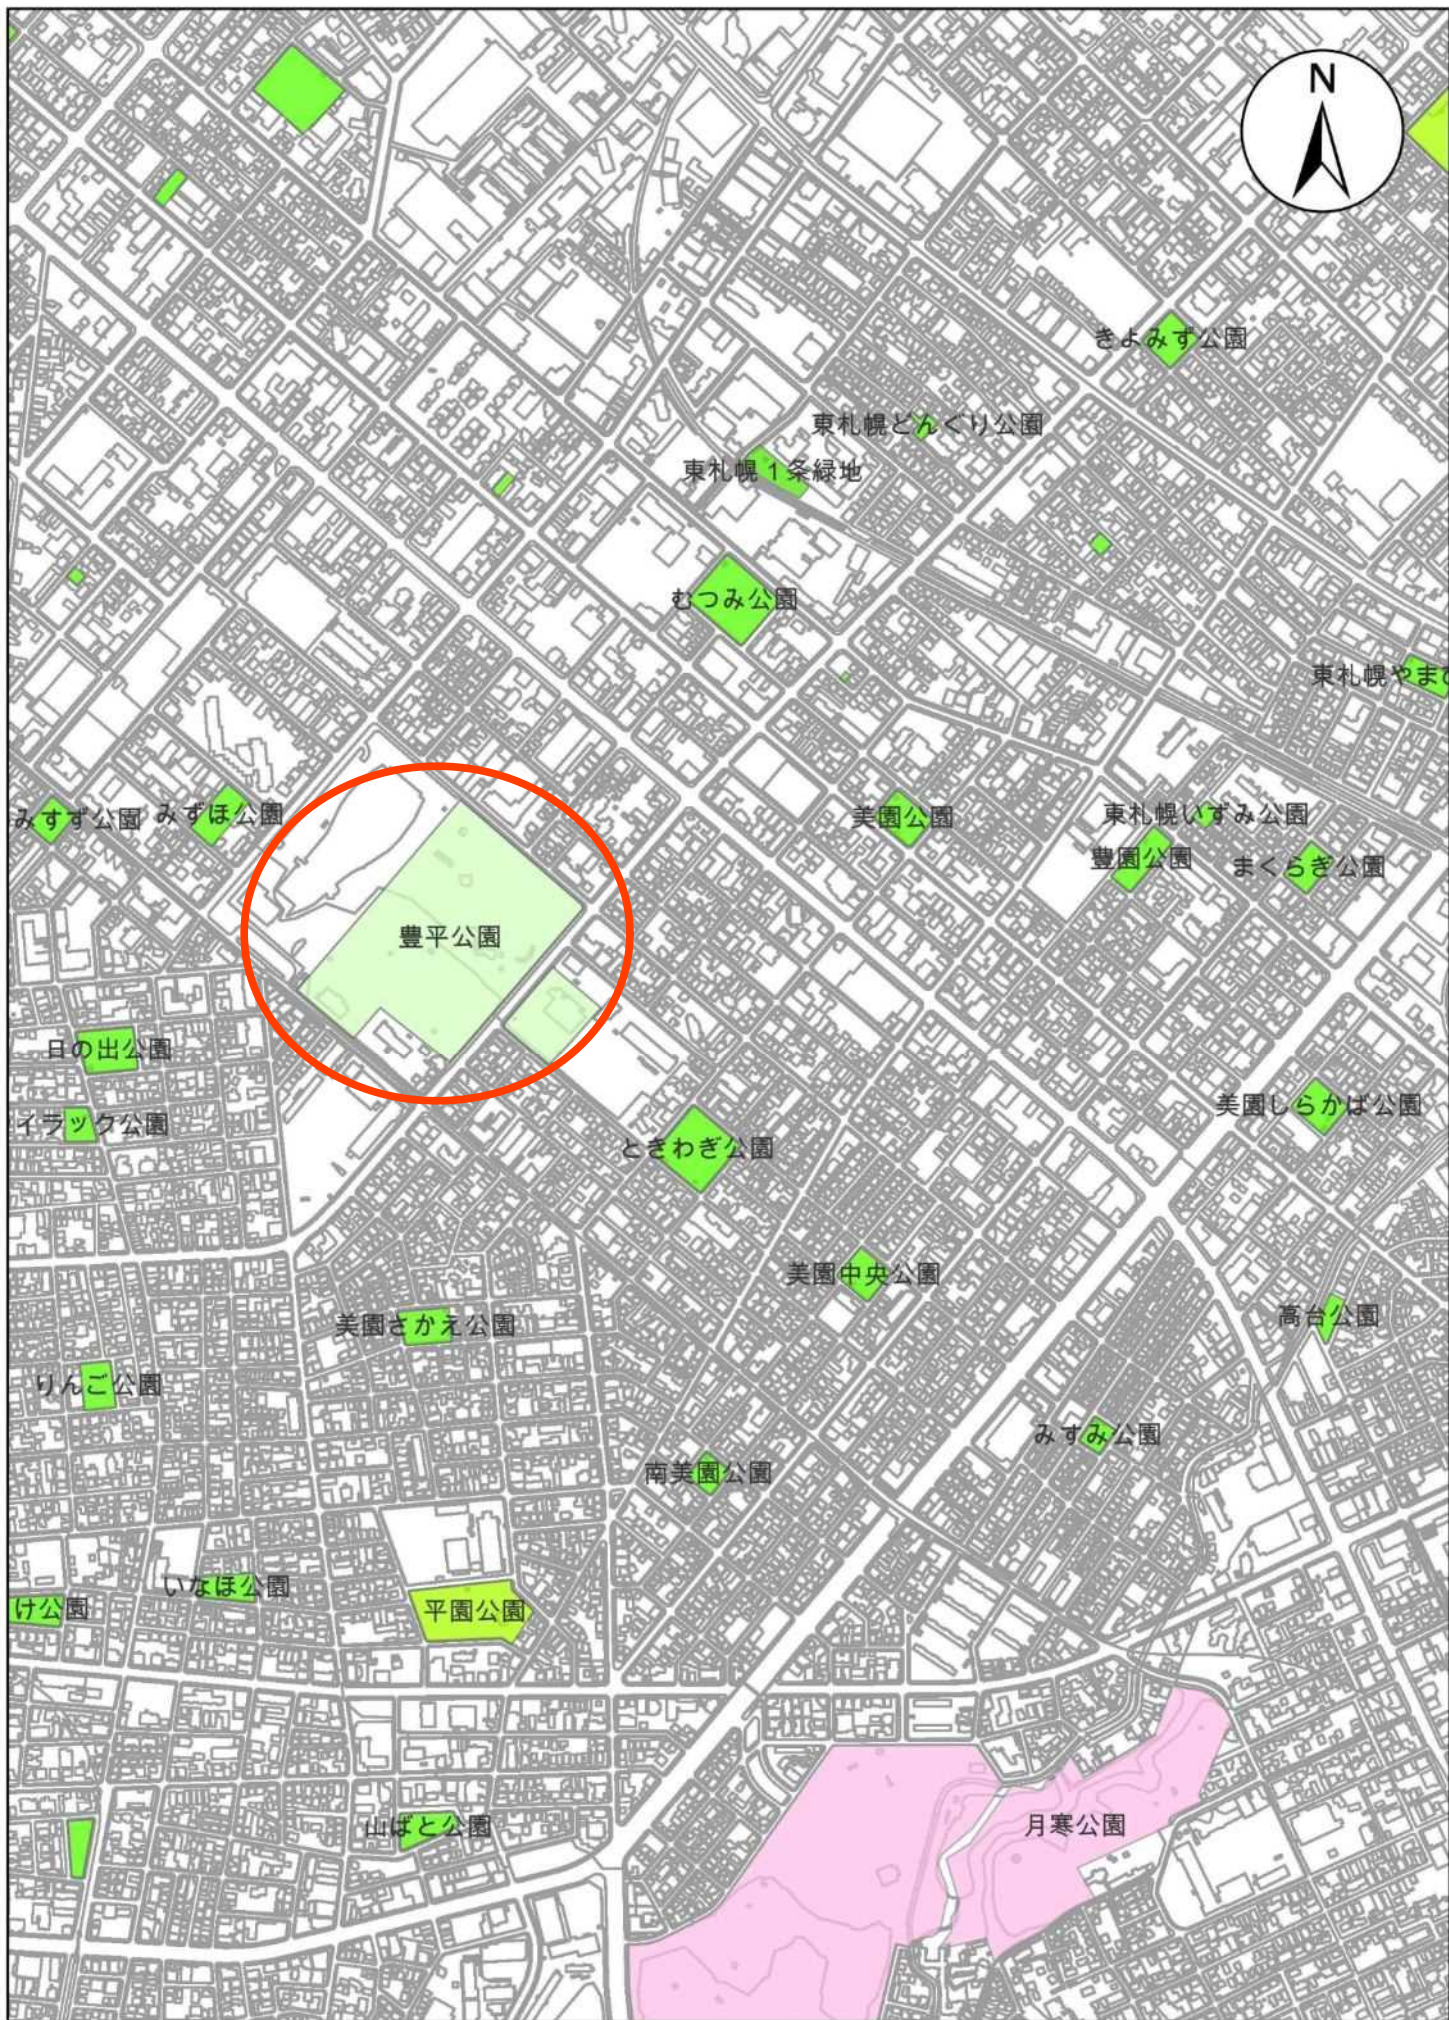 N
きよみず公園
東札幌どんぐり公園
東札幌1条緑地
むつみ公園
東札幌やまび
みすず公園
みずほ公園
美園公園
東札幌いずみ公園
豊園公園
まくらぎ公園
豊平公園
日の出公園
イラック公園
美園しらかば公園
ときわぎ公園
美園中央公園
高台公園
美園さかえ公園
りんご公園
みすみ公園
南美園公園
いなほ公園
け公園
平園公園
山ばと公園
月寒公園